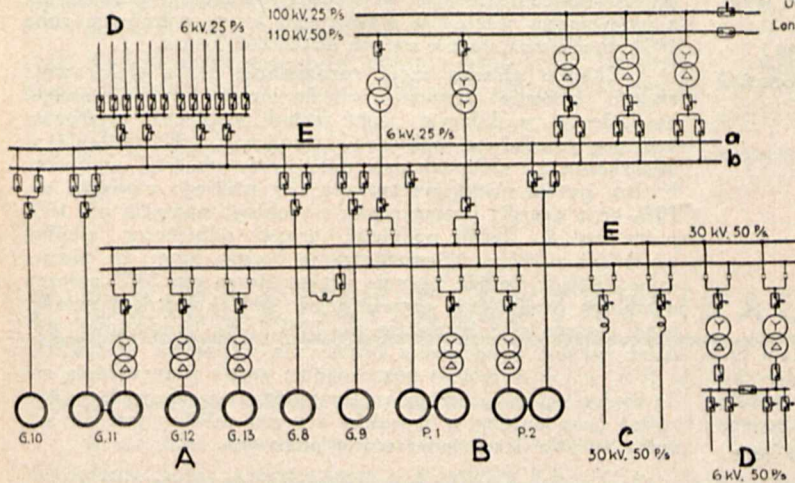 100 kV, 25 P/s
110 kV, 50 P/s
D
6 kV, 25 P/s
E
6 kV, 25 P/s
a
b
E
30 kV, 50 P/s
G.10
G.11
G.12
G.13
G.8
G.9
P.1
P.2
A
B
C
30 kV, 50 P/s
D
6 kV, 50 P/s